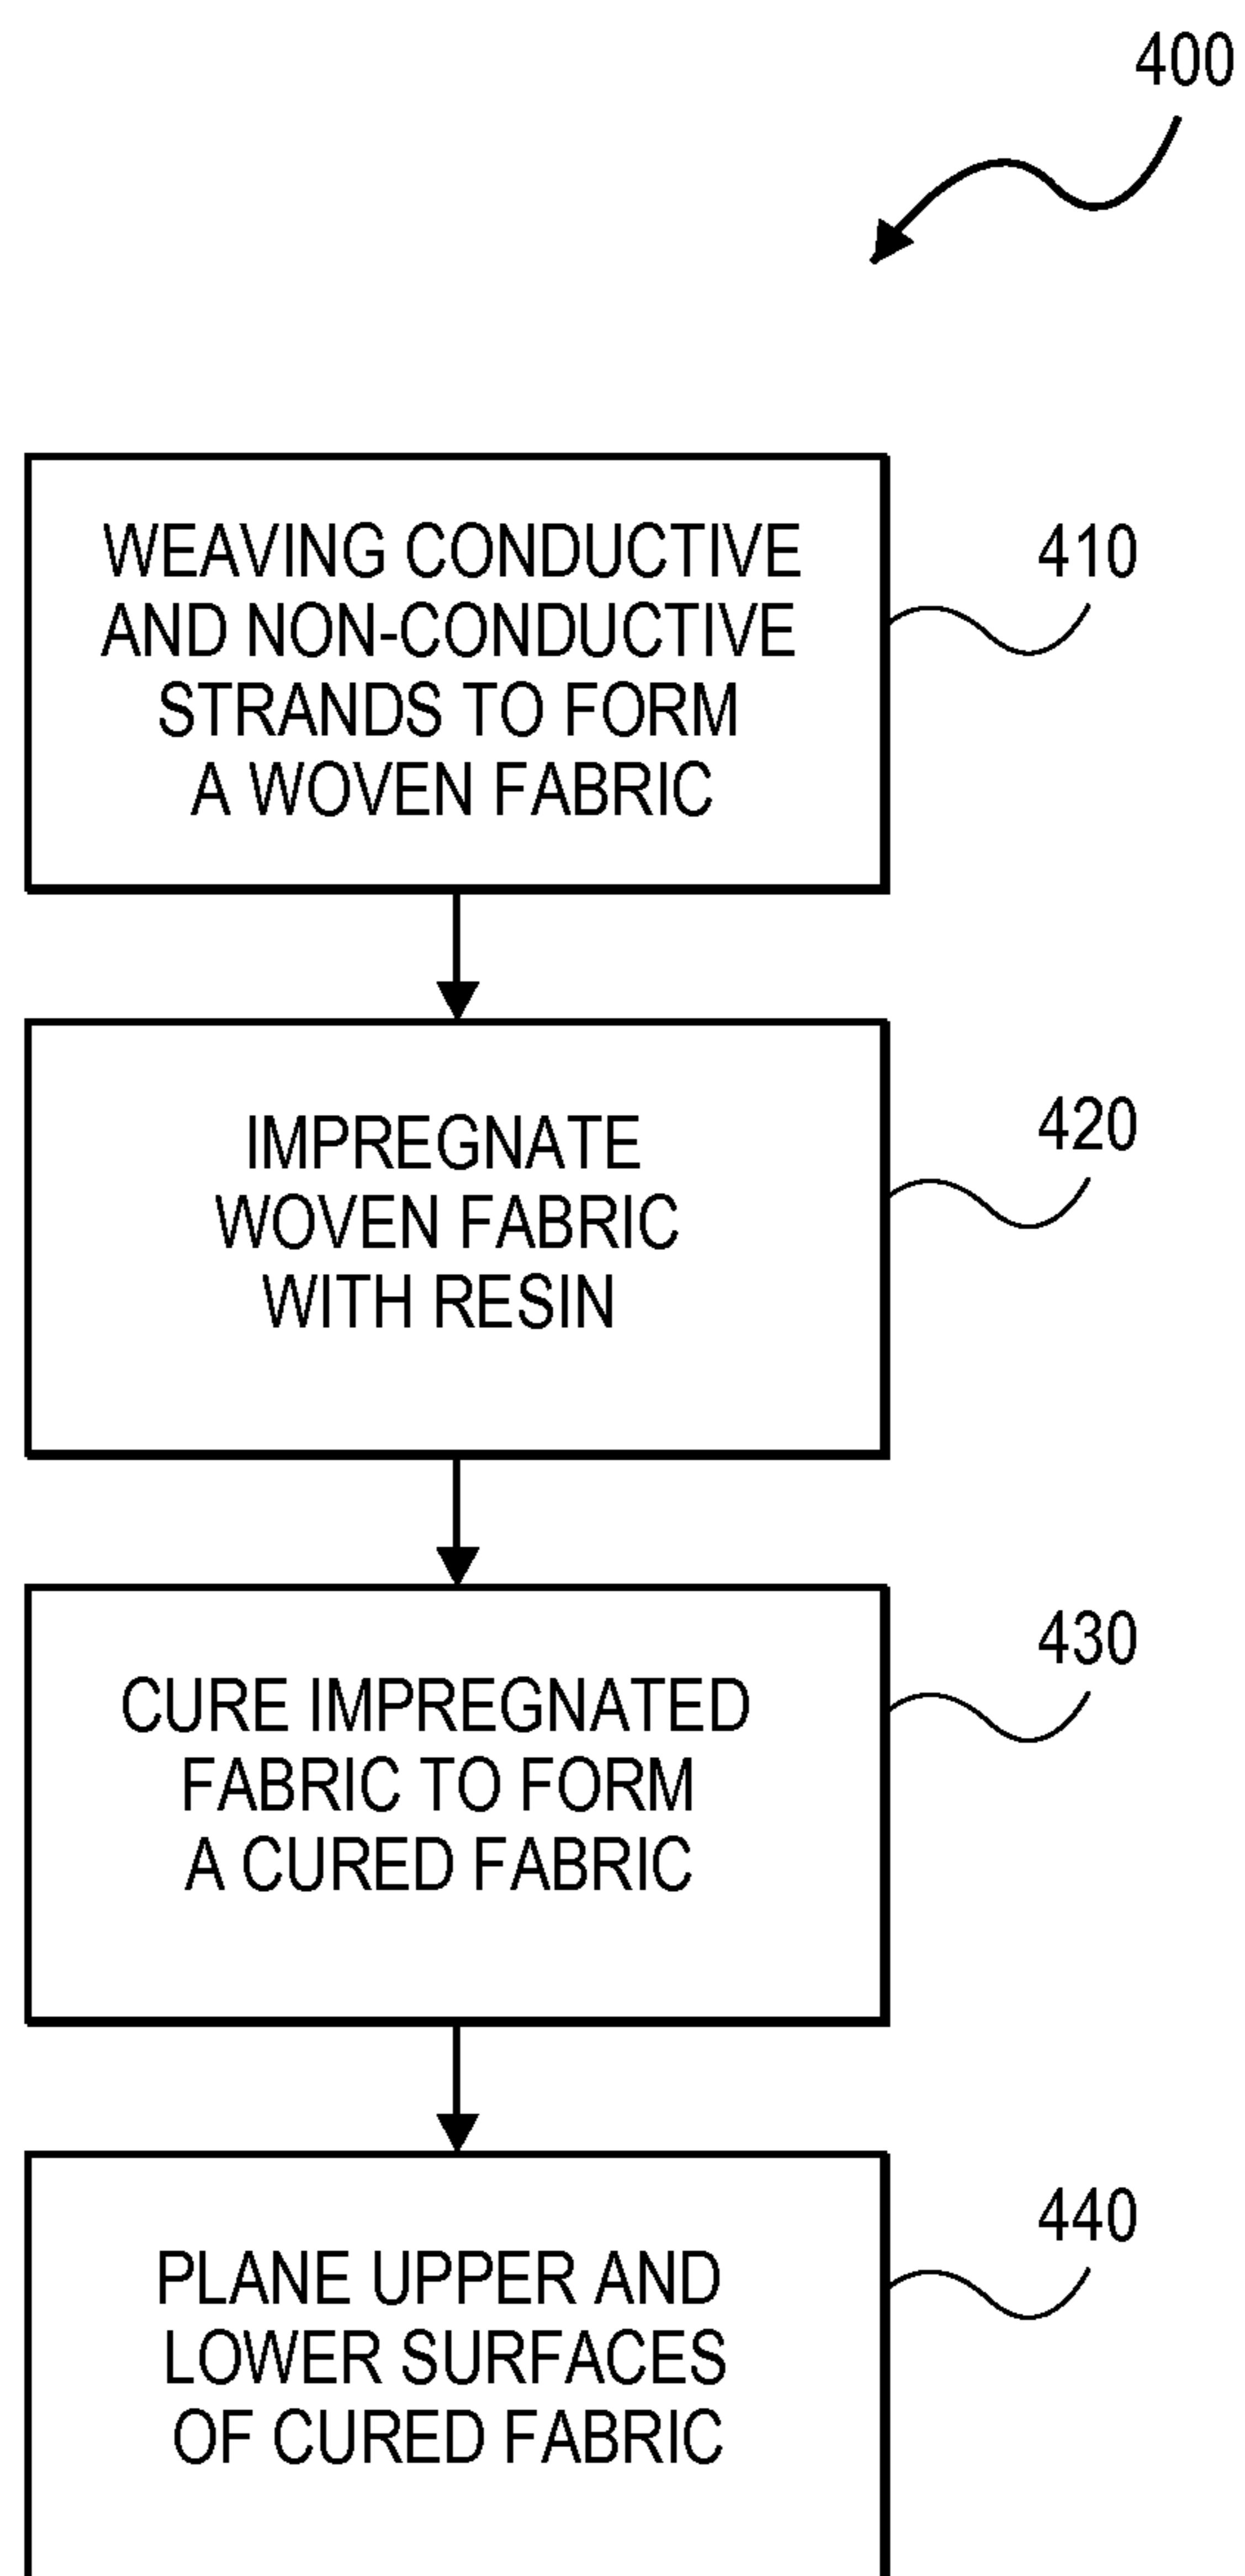 400
WEAVING CONDUCTIVE
AND NON-CONDUCTIVE
STRANDS TO FORM
A WOVEN FABRIC
410
IMPREGNATE
WOVEN FABRIC
WITH RESIN
420
CURE IMPREGNATED
FABRIC TO FORM
A CURED FABRIC
430
PLANE UPPER AND
LOWER SURFACES
OF CURED FABRIC
440